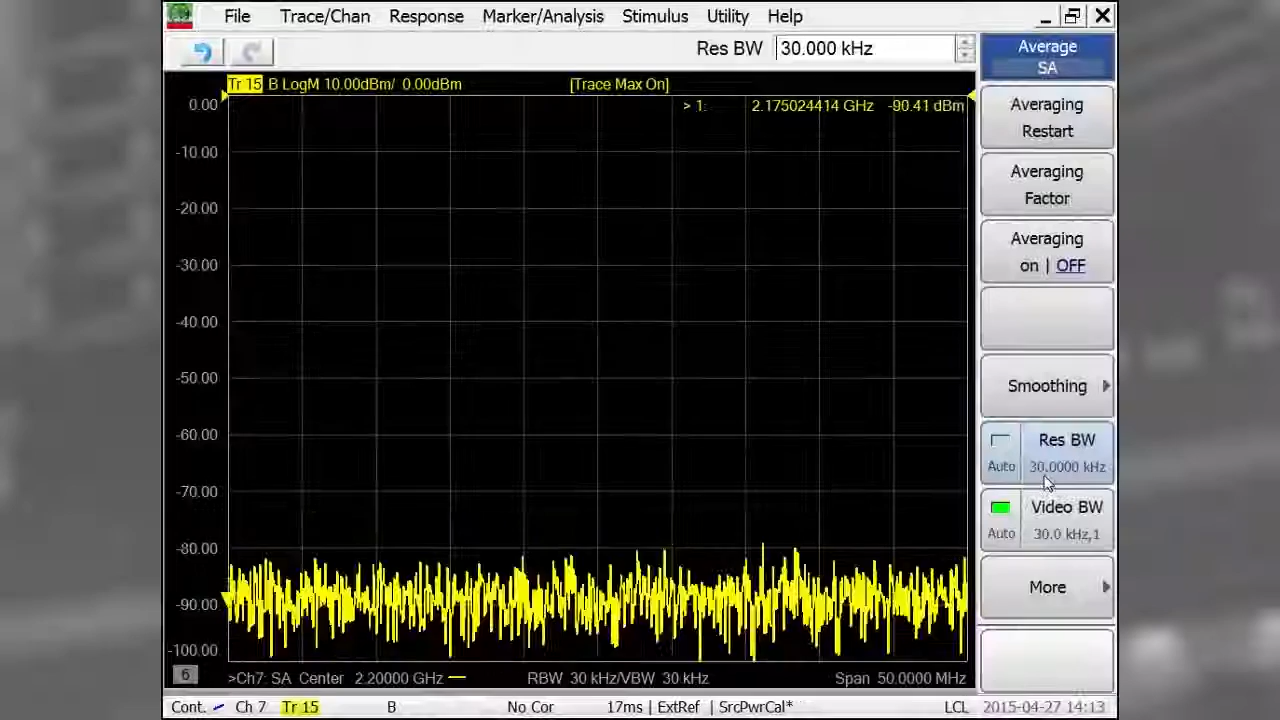 File Trace/Chan Response Marker/Analysis Stimulus Utility Help
Res BW 30.000 kHz
Tr 15 B LogM 10.00dBm/ 0.00dBm [Trace Max On]
> 1: 2.175024414 GHz -90.41 dBm
0.00
-10.00
-20.00
-30.00
-40.00
-50.00
-60.00
-70.00
-80.00
-90.00
-100.00
6 >Ch7: SA Center 2.20000 GHz RBW 30 kHz/VBW 30 kHz Span 50.0000 MHz
Cont. Ch 7 Tr 15 B No Cor 17ms ExtRef SrcPwrCal* LCL 2015-04-27 14:13
Average
SA
Averaging
Restart
Averaging
Factor
Averaging
on | OFF
Smoothing
Res BW
Auto 30.0000 kHz
Video BW
Auto 30.0 kHz,1
More